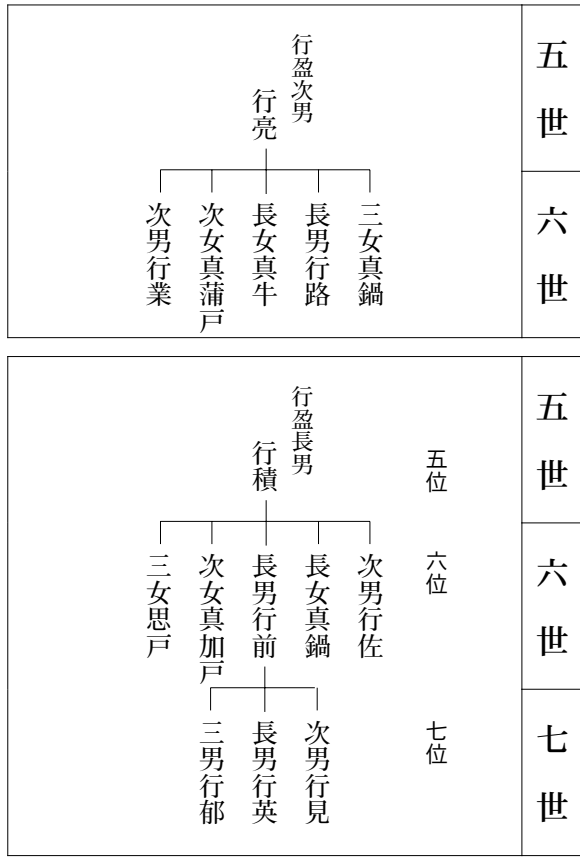 五世
六世
行盈次男
行亮
三女真鍋
長男行路
長女真牛
次女真蒲戸
次男行業
五世
六世
七世
五位
六位
七位
行盈長男
行積
次男行佐
長女真鍋
長男行前
次女真加戸
三女思戸
次男行見
長男行英
三男行郁